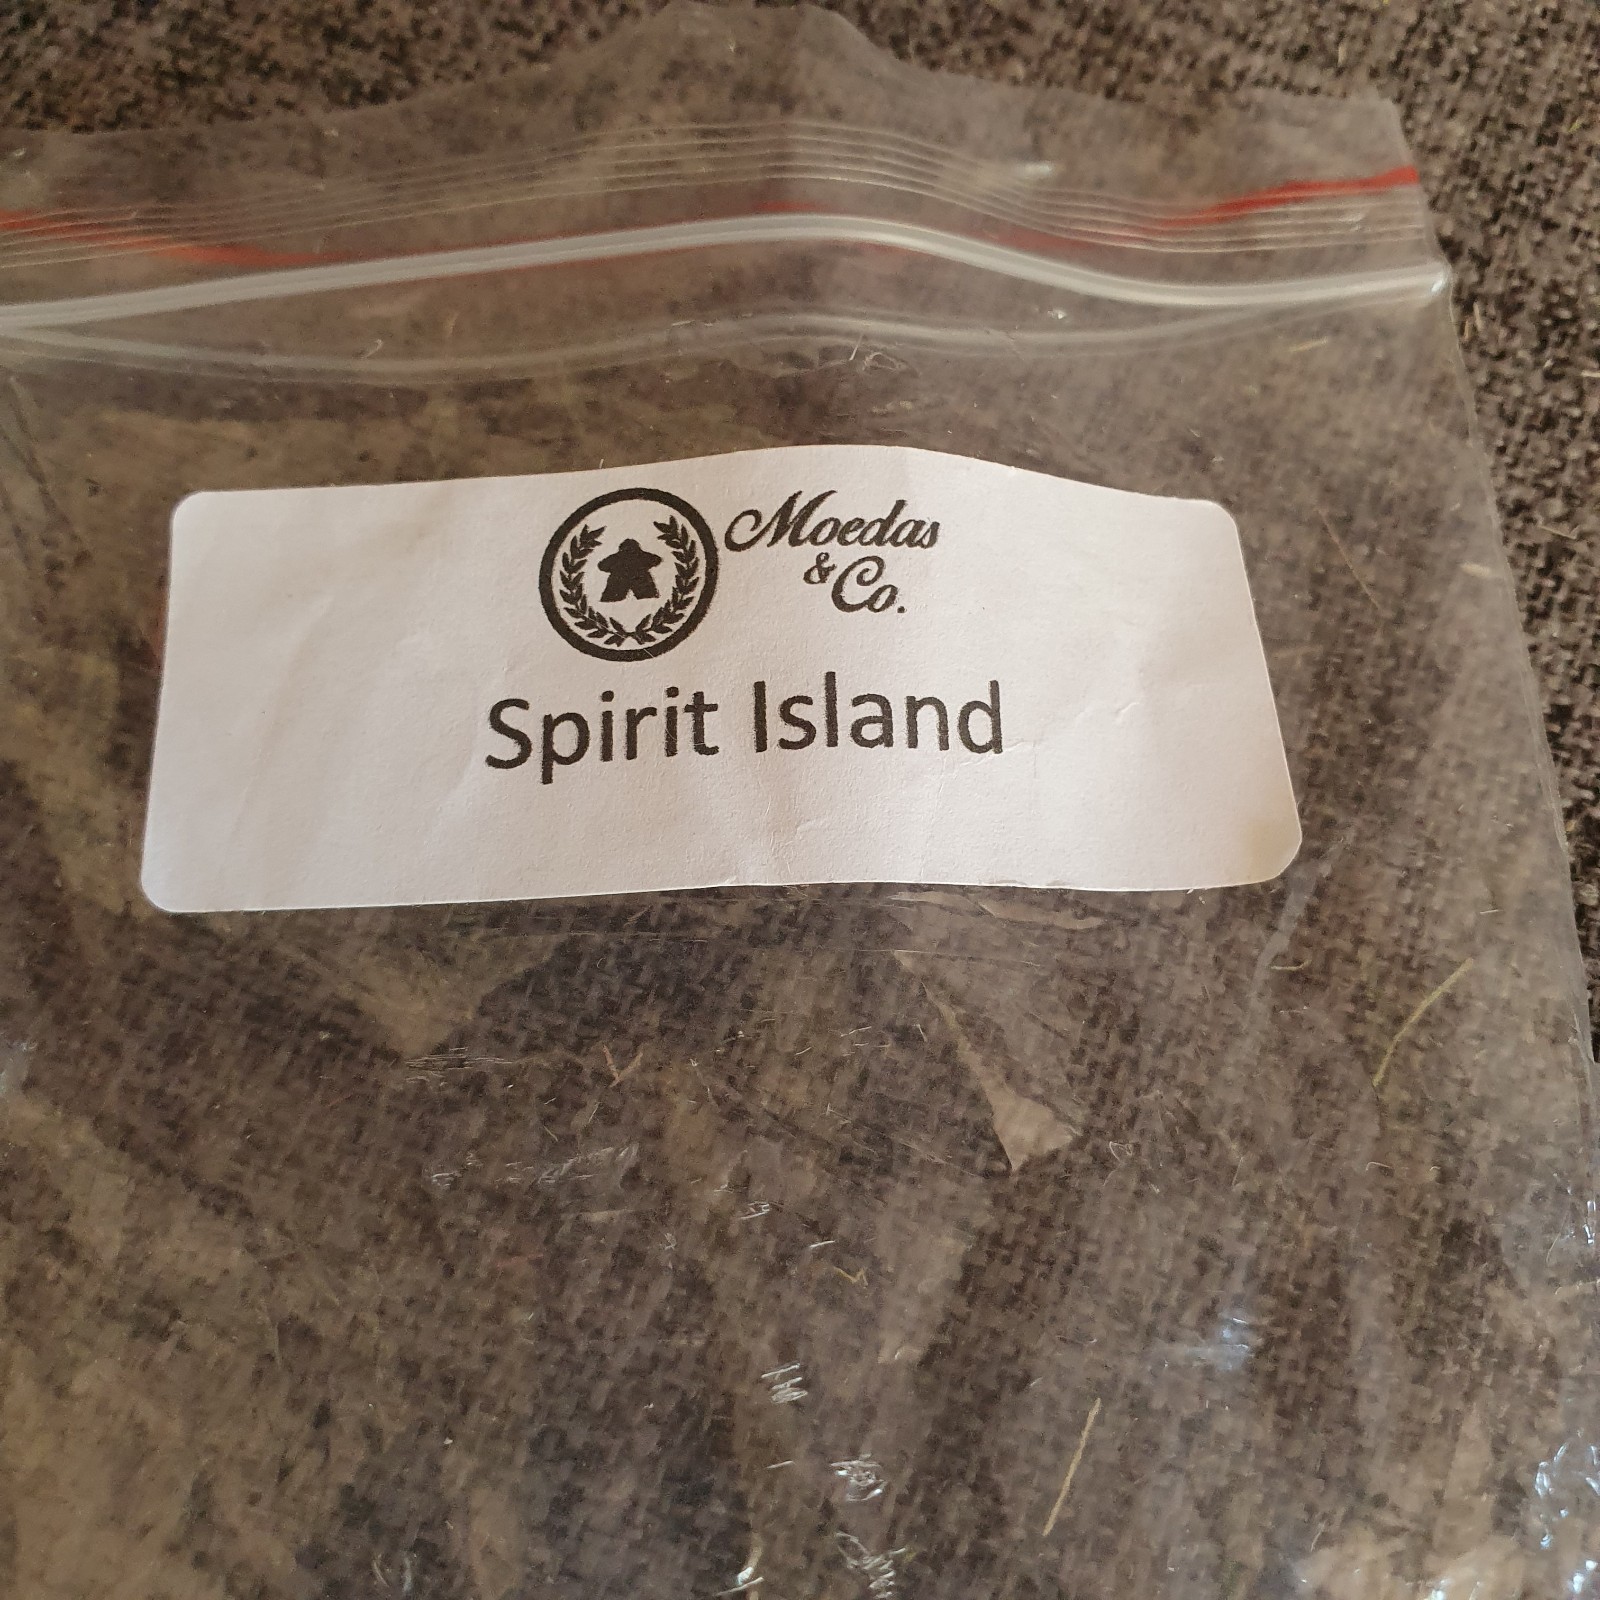 Moedas
& Co.
Spirit Island